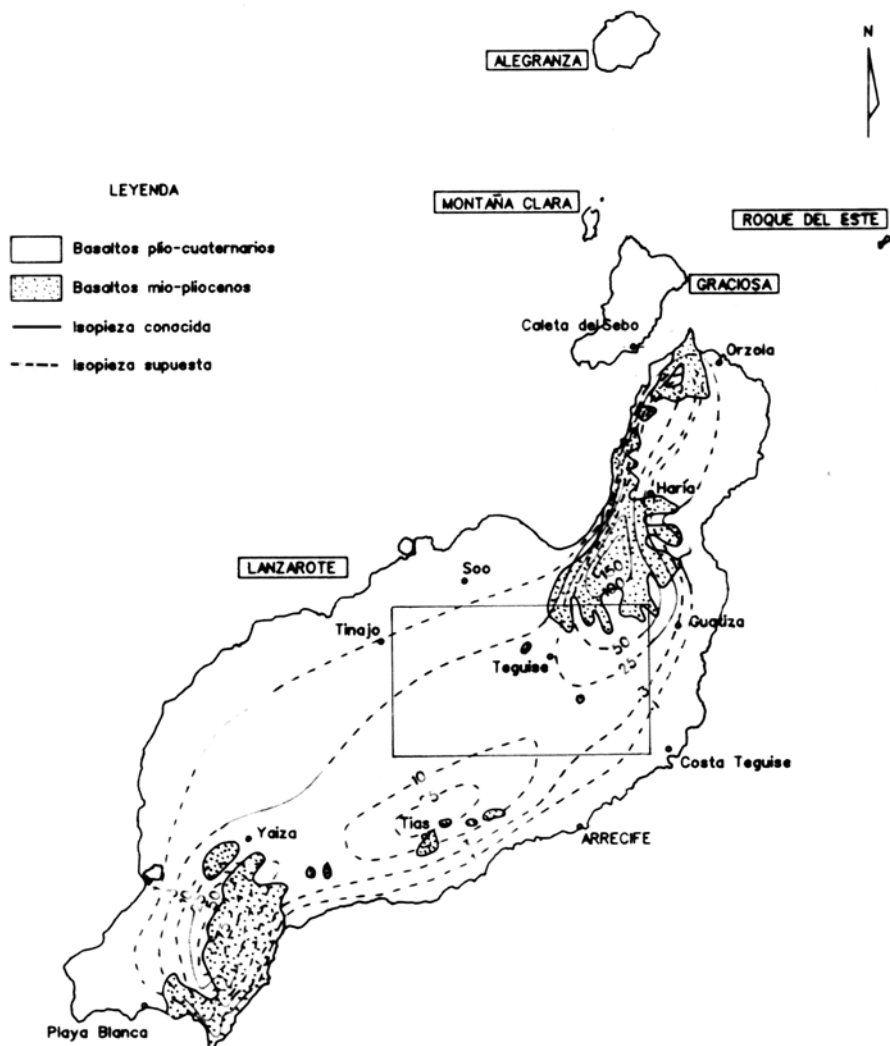 N
ALEGRANZA
LEYENDA
MONTAÑA CLARA
ROQUE DEL ESTE
Basaltos plio-cuaternarios
Basaltos mio-pliocenos
GRACIOSA
Isopieza conocida
Caleta del Sebo
Isopieza supuesta
Orzola
Haría
LANZAROTE
Soo
150
100
Tinajo
Guatiza
50
Teguise
25
3
1
Costa Teguise
10
5
Tias
ARRECIFE
Yaiza
Playa Blanca